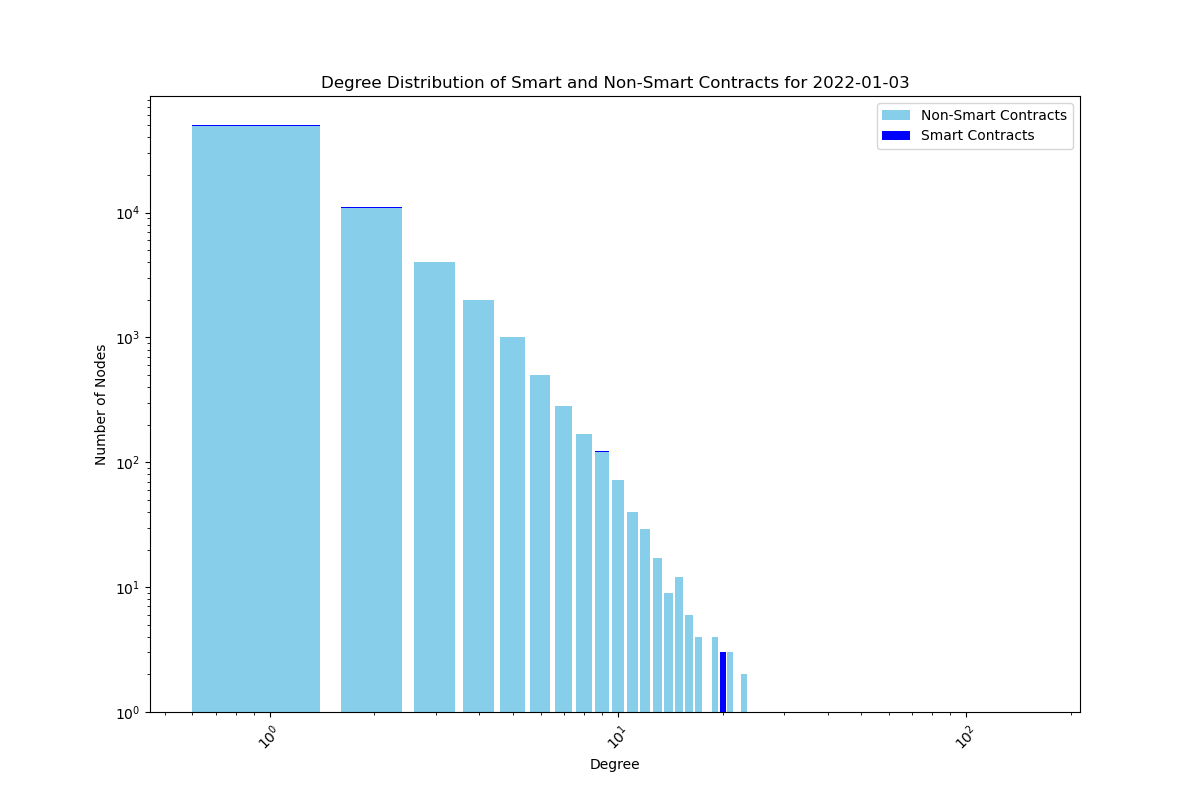 Degree Distribution of Smart and Non-Smart Contracts for 2022-01-03
Non-Smart Contracts
Smart Contracts
Number of Nodes
10⁴
10³
10²
10¹
10⁰
10⁰
10¹
10²
Degree